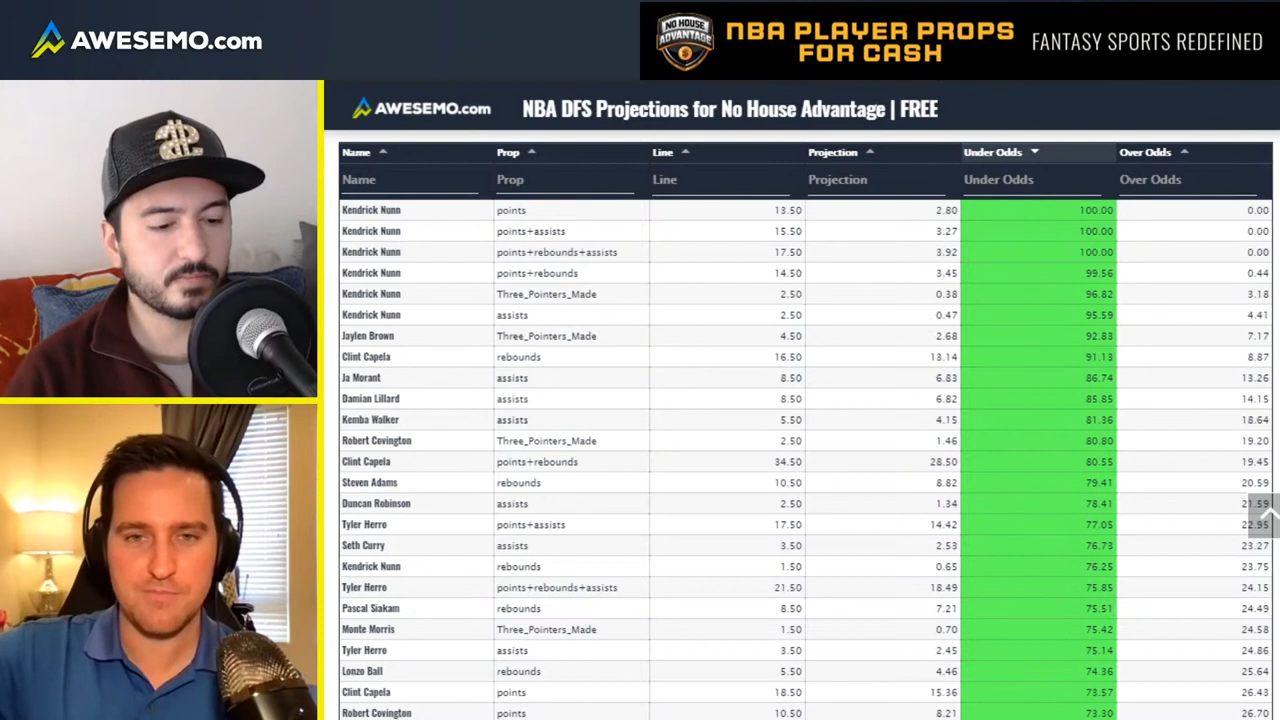 AWESEMO.com
NO HOUSE
ADVANTAGE
NBA PLAYER PROPS
FOR CASH
FANTASY SPORTS REDEFINED
AWESEMO.com
NBA DFS Projections for No House Advantage | FREE
Name Prop Line Projection Under Odds Over Odds
Name Prop Line Projection Under Odds Over Odds
Kendrick Nunn points 13.50 2.80 100.00 0.00
Kendrick Nunn points+assists 15.50 3.27 100.00 0.00
Kendrick Nunn points+rebounds+assists 17.50 3.92 100.00 0.00
Kendrick Nunn points+rebounds 14.50 3.45 99.56 0.44
Kendrick Nunn Three_Pointers_Made 2.50 0.38 96.82 3.18
Kendrick Nunn assists 2.50 0.47 95.59 4.41
Jaylen Brown Three_Pointers_Made 4.50 2.68 92.83 7.17
Clint Capela rebounds 16.50 13.14 91.13 8.87
Ja Morant assists 8.50 6.83 86.74 13.26
Damian Lillard assists 8.50 6.82 85.85 14.15
Kemba Walker assists 5.50 4.15 81.36 18.64
Robert Covington Three_Pointers_Made 2.50 1.46 80.80 19.20
Clint Capela points+rebounds 34.50 28.50 80.55 19.45
Steven Adams rebounds 10.50 8.82 79.41 20.59
Duncan Robinson assists 2.50 1.34 78.41 21.59
Tyler Herro points+assists 17.50 14.42 77.05 22.95
Seth Curry assists 3.50 2.53 76.73 23.27
Kendrick Nunn rebounds 1.50 0.65 76.25 23.75
Tyler Herro points+rebounds+assists 21.50 18.49 75.85 24.15
Pascal Siakam rebounds 8.50 7.21 75.51 24.49
Monte Morris Three_Pointers_Made 1.50 0.70 75.42 24.58
Tyler Herro assists 3.50 2.45 75.14 24.86
Lonzo Ball rebounds 5.50 4.46 74.36 25.64
Clint Capela points 18.50 15.36 73.57 26.43
Robert Covington points 10.50 8.21 73.30 26.70